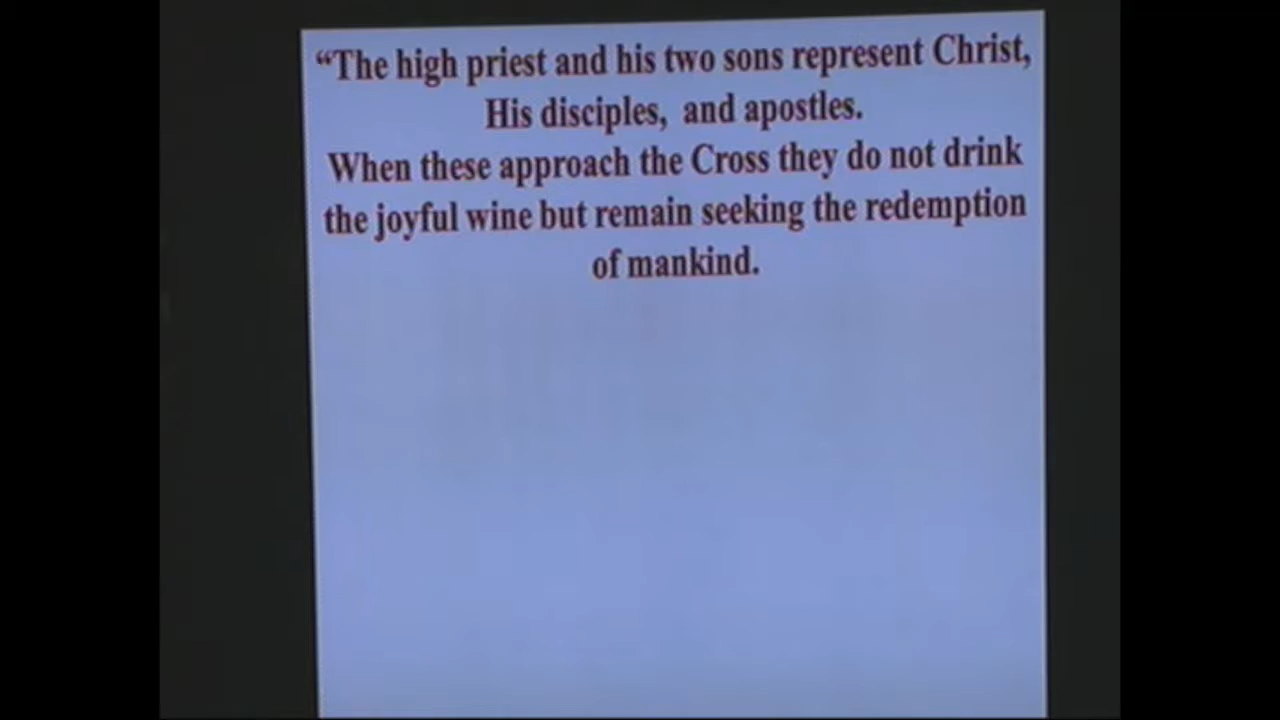 “The high priest and his two sons represent Christ,
His disciples, and apostles.
When these approach the Cross they do not drink
the joyful wine but remain seeking the redemption
of mankind.